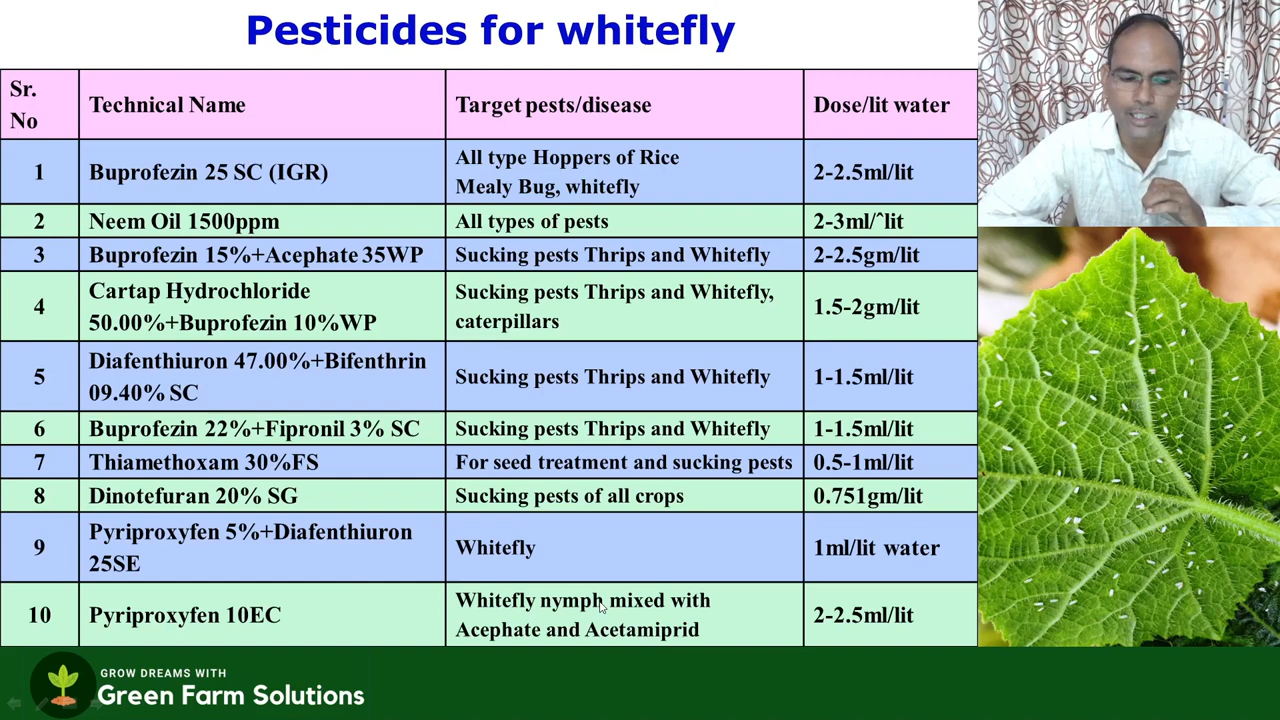 Pesticides for whitefly
Sr. No
Technical Name
Target pests/disease
Dose/lit water
1
Buprofezin 25 SC (IGR)
All type Hoppers of Rice
Mealy Bug, whitefly
2-2.5ml/lit
2
Neem Oil 1500ppm
All types of pests
2-3ml/ˆlit
3
Buprofezin 15%+Acephate 35WP
Sucking pests Thrips and Whitefly
2-2.5gm/lit
4
Cartap Hydrochloride
50.00%+Buprofezin 10%WP
Sucking pests Thrips and Whitefly,
caterpillars
1.5-2gm/lit
5
Diafenthiuron 47.00%+Bifenthrin
09.40% SC
Sucking pests Thrips and Whitefly
1-1.5ml/lit
6
Buprofezin 22%+Fipronil 3% SC
Sucking pests Thrips and Whitefly
1-1.5ml/lit
7
Thiamethoxam 30%FS
For seed treatment and sucking pests
0.5-1ml/lit
8
Dinotefuran 20% SG
Sucking pests of all crops
0.751gm/lit
9
Pyriproxyfen 5%+Diafenthiuron
25SE
Whitefly
1ml/lit water
10
Pyriproxyfen 10EC
Whitefly nymph mixed with
Acephate and Acetamiprid
2-2.5ml/lit
GROW DREAMS WITH
Green Farm Solutions